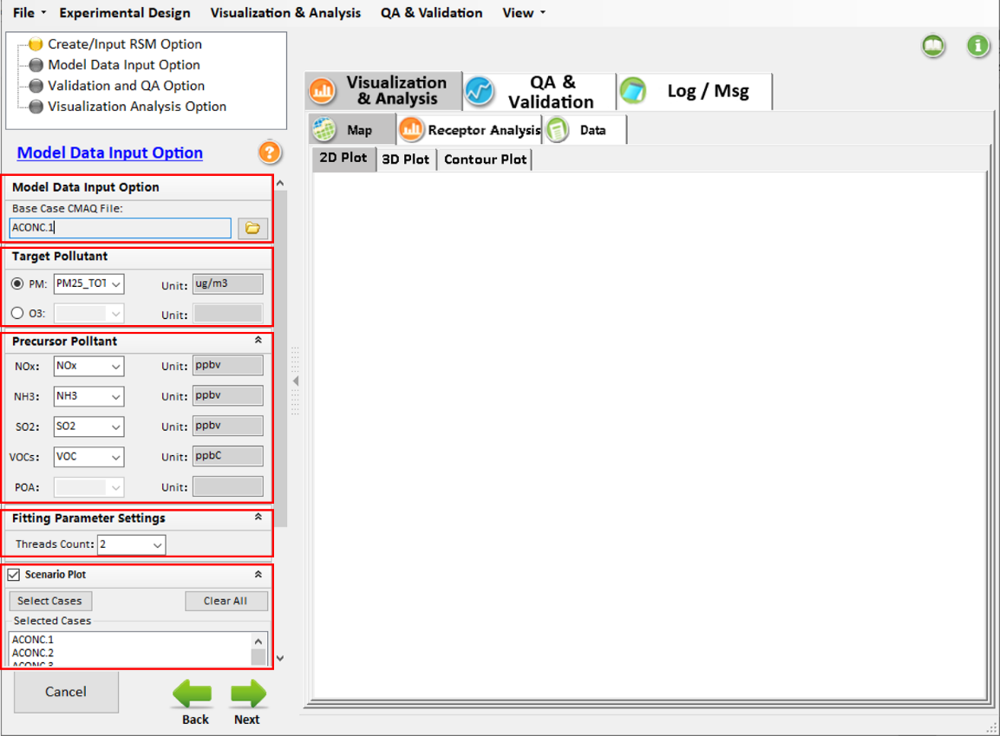 File Experimental Design Visualization & Analysis QA & Validation View
Create/Input RSM Option
Model Data Input Option
Validation and QA Option
Visualization Analysis Option
Model Data Input Option
Model Data Input Option
Base Case CMAQ File:
ACONC.1
Target Pollutant
PM: PM25_TOT Unit: ug/m3
O3: Unit:
Precursor Polltant
NOx: NOx Unit: ppbv
NH3: NH3 Unit: ppbv
SO2: SO2 Unit: ppbv
VOCs: VOC Unit: ppbC
POA: Unit:
Fitting Parameter Settings
Threads Count: 2
Scenario Plot
Select Cases Clear All
Selected Cases
ACONC.1
ACONC.2
ACONC.3
Cancel
Back Next
Visualization
& Analysis
QA &
Validation
Log / Msg
Map Receptor Analysis Data
2D Plot 3D Plot Contour Plot